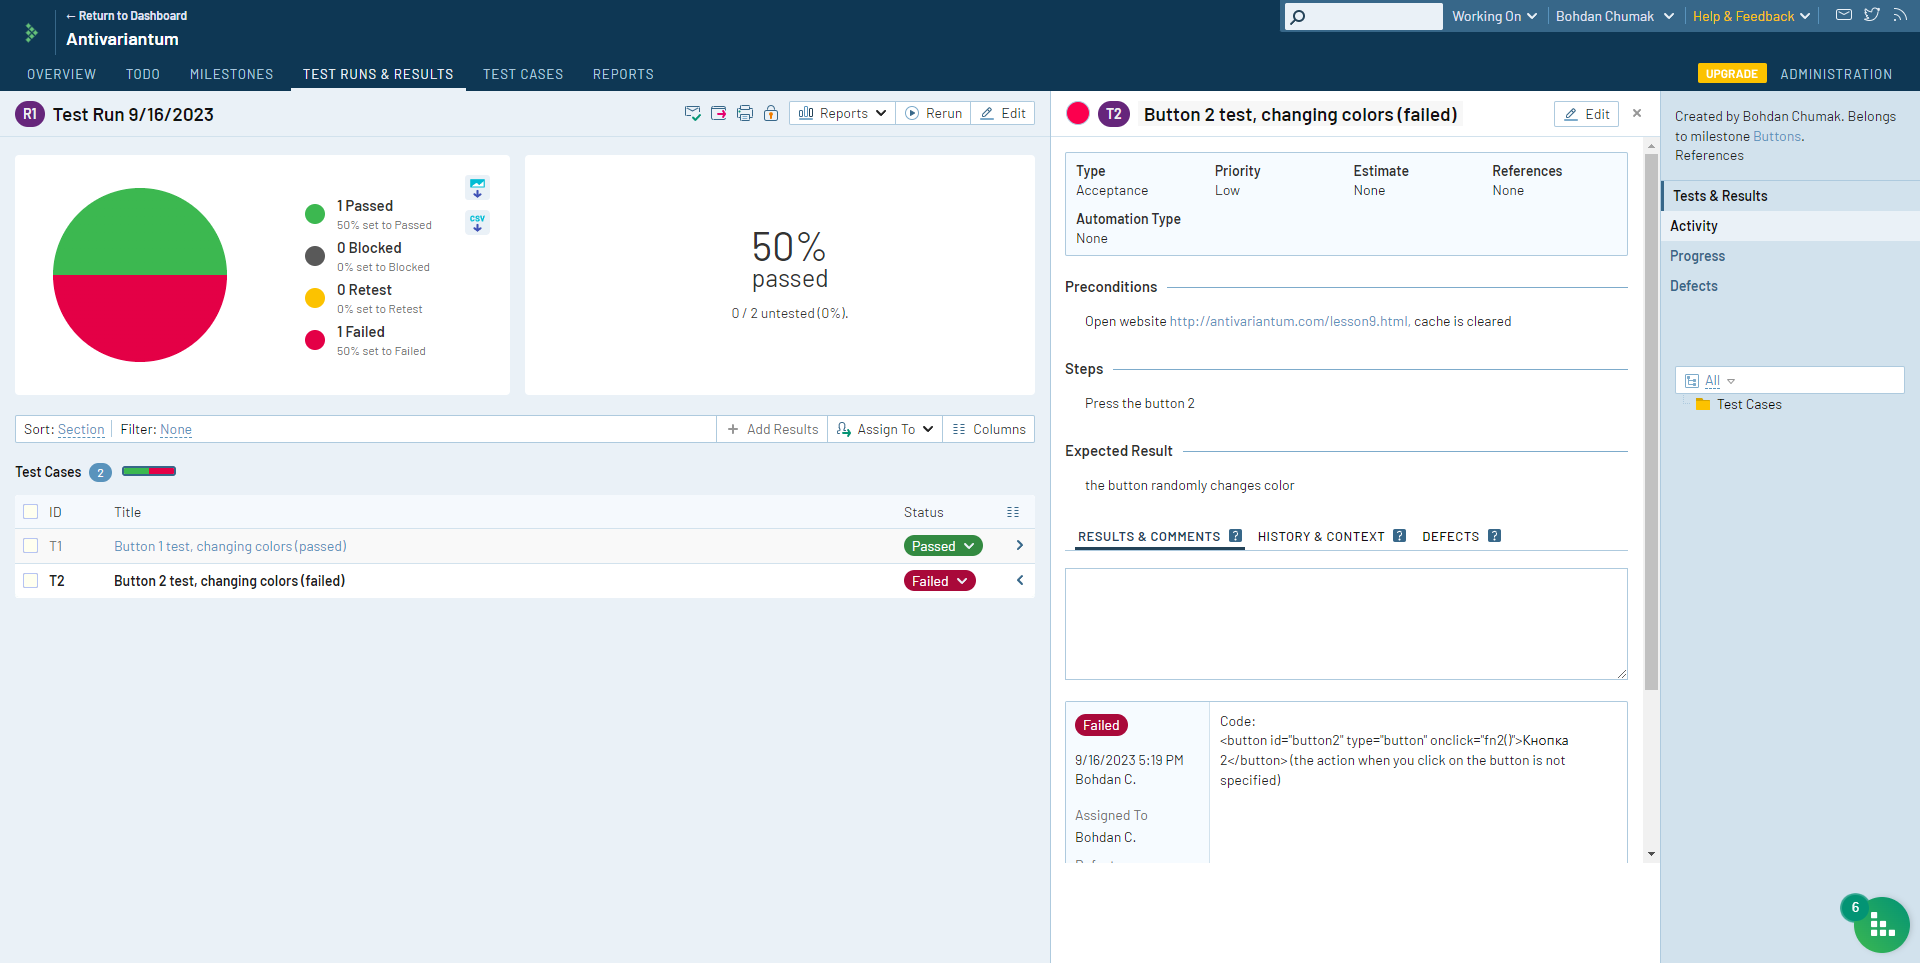 ← Return to Dashboard
Antivariantum
Working On
Bohdan Chumak
Help & Feedback
OVERVIEW
TODO
MILESTONES
TEST RUNS & RESULTS
TEST CASES
REPORTS
UPGRADE
ADMINISTRATION
R1 Test Run 9/16/2023
Reports
Rerun
Edit
1 Passed
50% set to Passed
0 Blocked
0% set to Blocked
0 Retest
0% set to Retest
1 Failed
50% set to Failed
CSV
50%
passed
0 / 2 untested (0%).
Sort: Section Filter: None
Add Results
Assign To
Columns
Test Cases 2
ID Title Status
T1 Button 1 test, changing colors (passed) Passed
T2 Button 2 test, changing colors (failed) Failed
T2 Button 2 test, changing colors (failed)
Edit
Type Priority Estimate References
Acceptance Low None None
Automation Type
None
Preconditions
Open website http://antivariantum.com/lesson9.html, cache is cleared
Steps
Press the button 2
Expected Result
the button randomly changes color
RESULTS & COMMENTS ? HISTORY & CONTEXT ? DEFECTS ?
Failed
9/16/2023 5:19 PM
Bohdan C.
Assigned To
Bohdan C.
Code:
<button id="button2" type="button" onclick="fn2()">Кнопка
2</button> (the action when you click on the button is not
specified)
Created by Bohdan Chumak. Belongs
to milestone Buttons.
References
Tests & Results
Activity
Progress
Defects
All
Test Cases
6